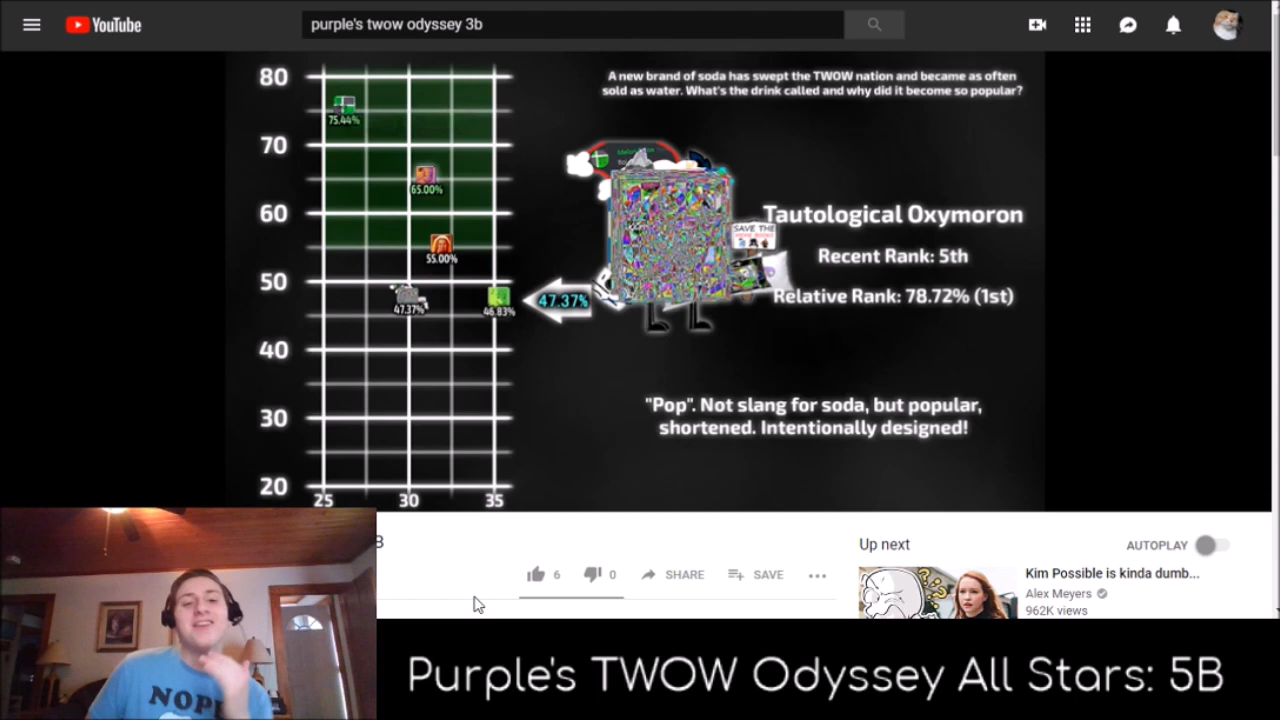 YouTube
purple's twow odyssey 3b
80
A new brand of soda has swept the TWOW nation and became as often
sold as water. What's the drink called and why did it become so popular?
75.44%
70
65.00%
60
55.00%
50
47.37%
46.83%
47.37%
SAVE THE
Tautological Oxymoron
Recent Rank: 5th
Relative Rank: 78.72% (1st)
40
"Pop". Not slang for soda, but popular,
shortened. Intentionally designed!
30
20
25
30
35
B
6
0
SHARE
SAVE
Up next
AUTOPLAY
Kim Possible is kinda dumb...
Alex Meyers
962K views
NOP
Purple's TWOW Odyssey All Stars: 5B